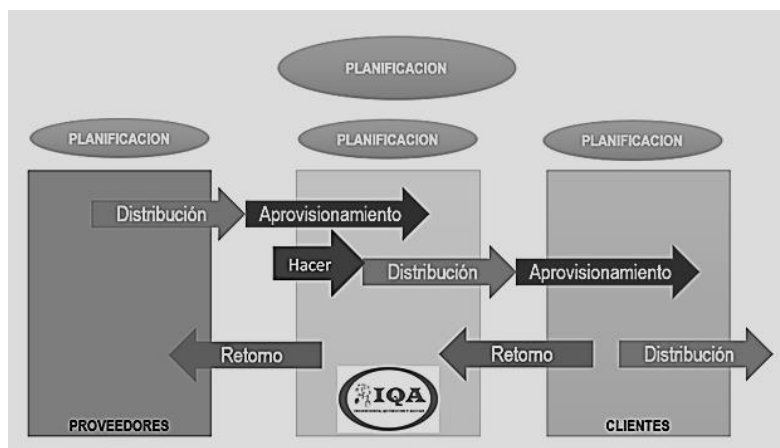 PLANIFICACION
PLANIFICACION
PLANIFICACION
PLANIFICACION
Distribución
Aprovisionamiento
Hacer
Distribución
Aprovisionamiento
Retorno
Retorno
Distribución
IQA
PROVEEDORES
CLIENTES